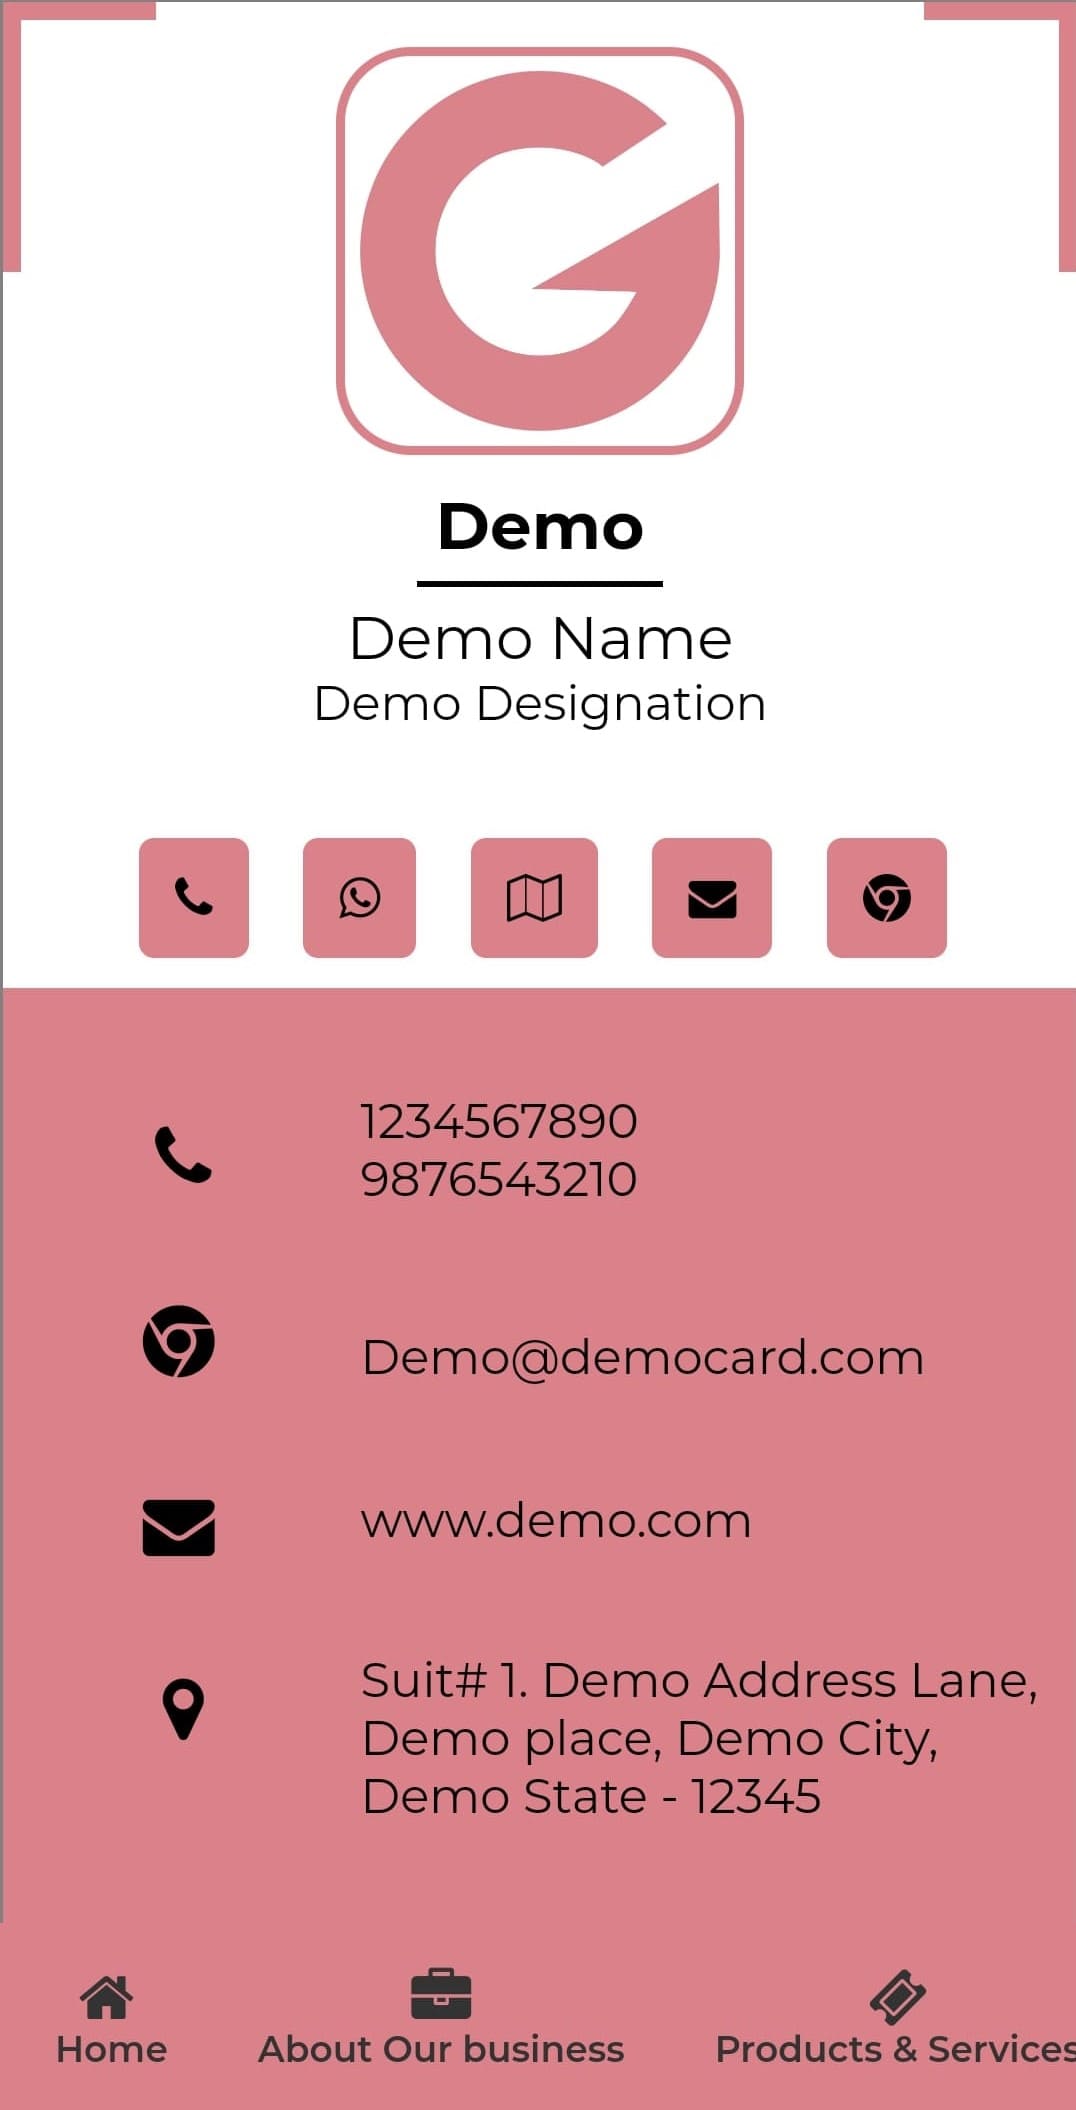 Demo
Demo Name
Demo Designation
1234567890
9876543210
Demo@democard.com
www.demo.com
Suit# 1. Demo Address Lane,
Demo place, Demo City,
Demo State - 12345
Home
About Our business
Products & Services